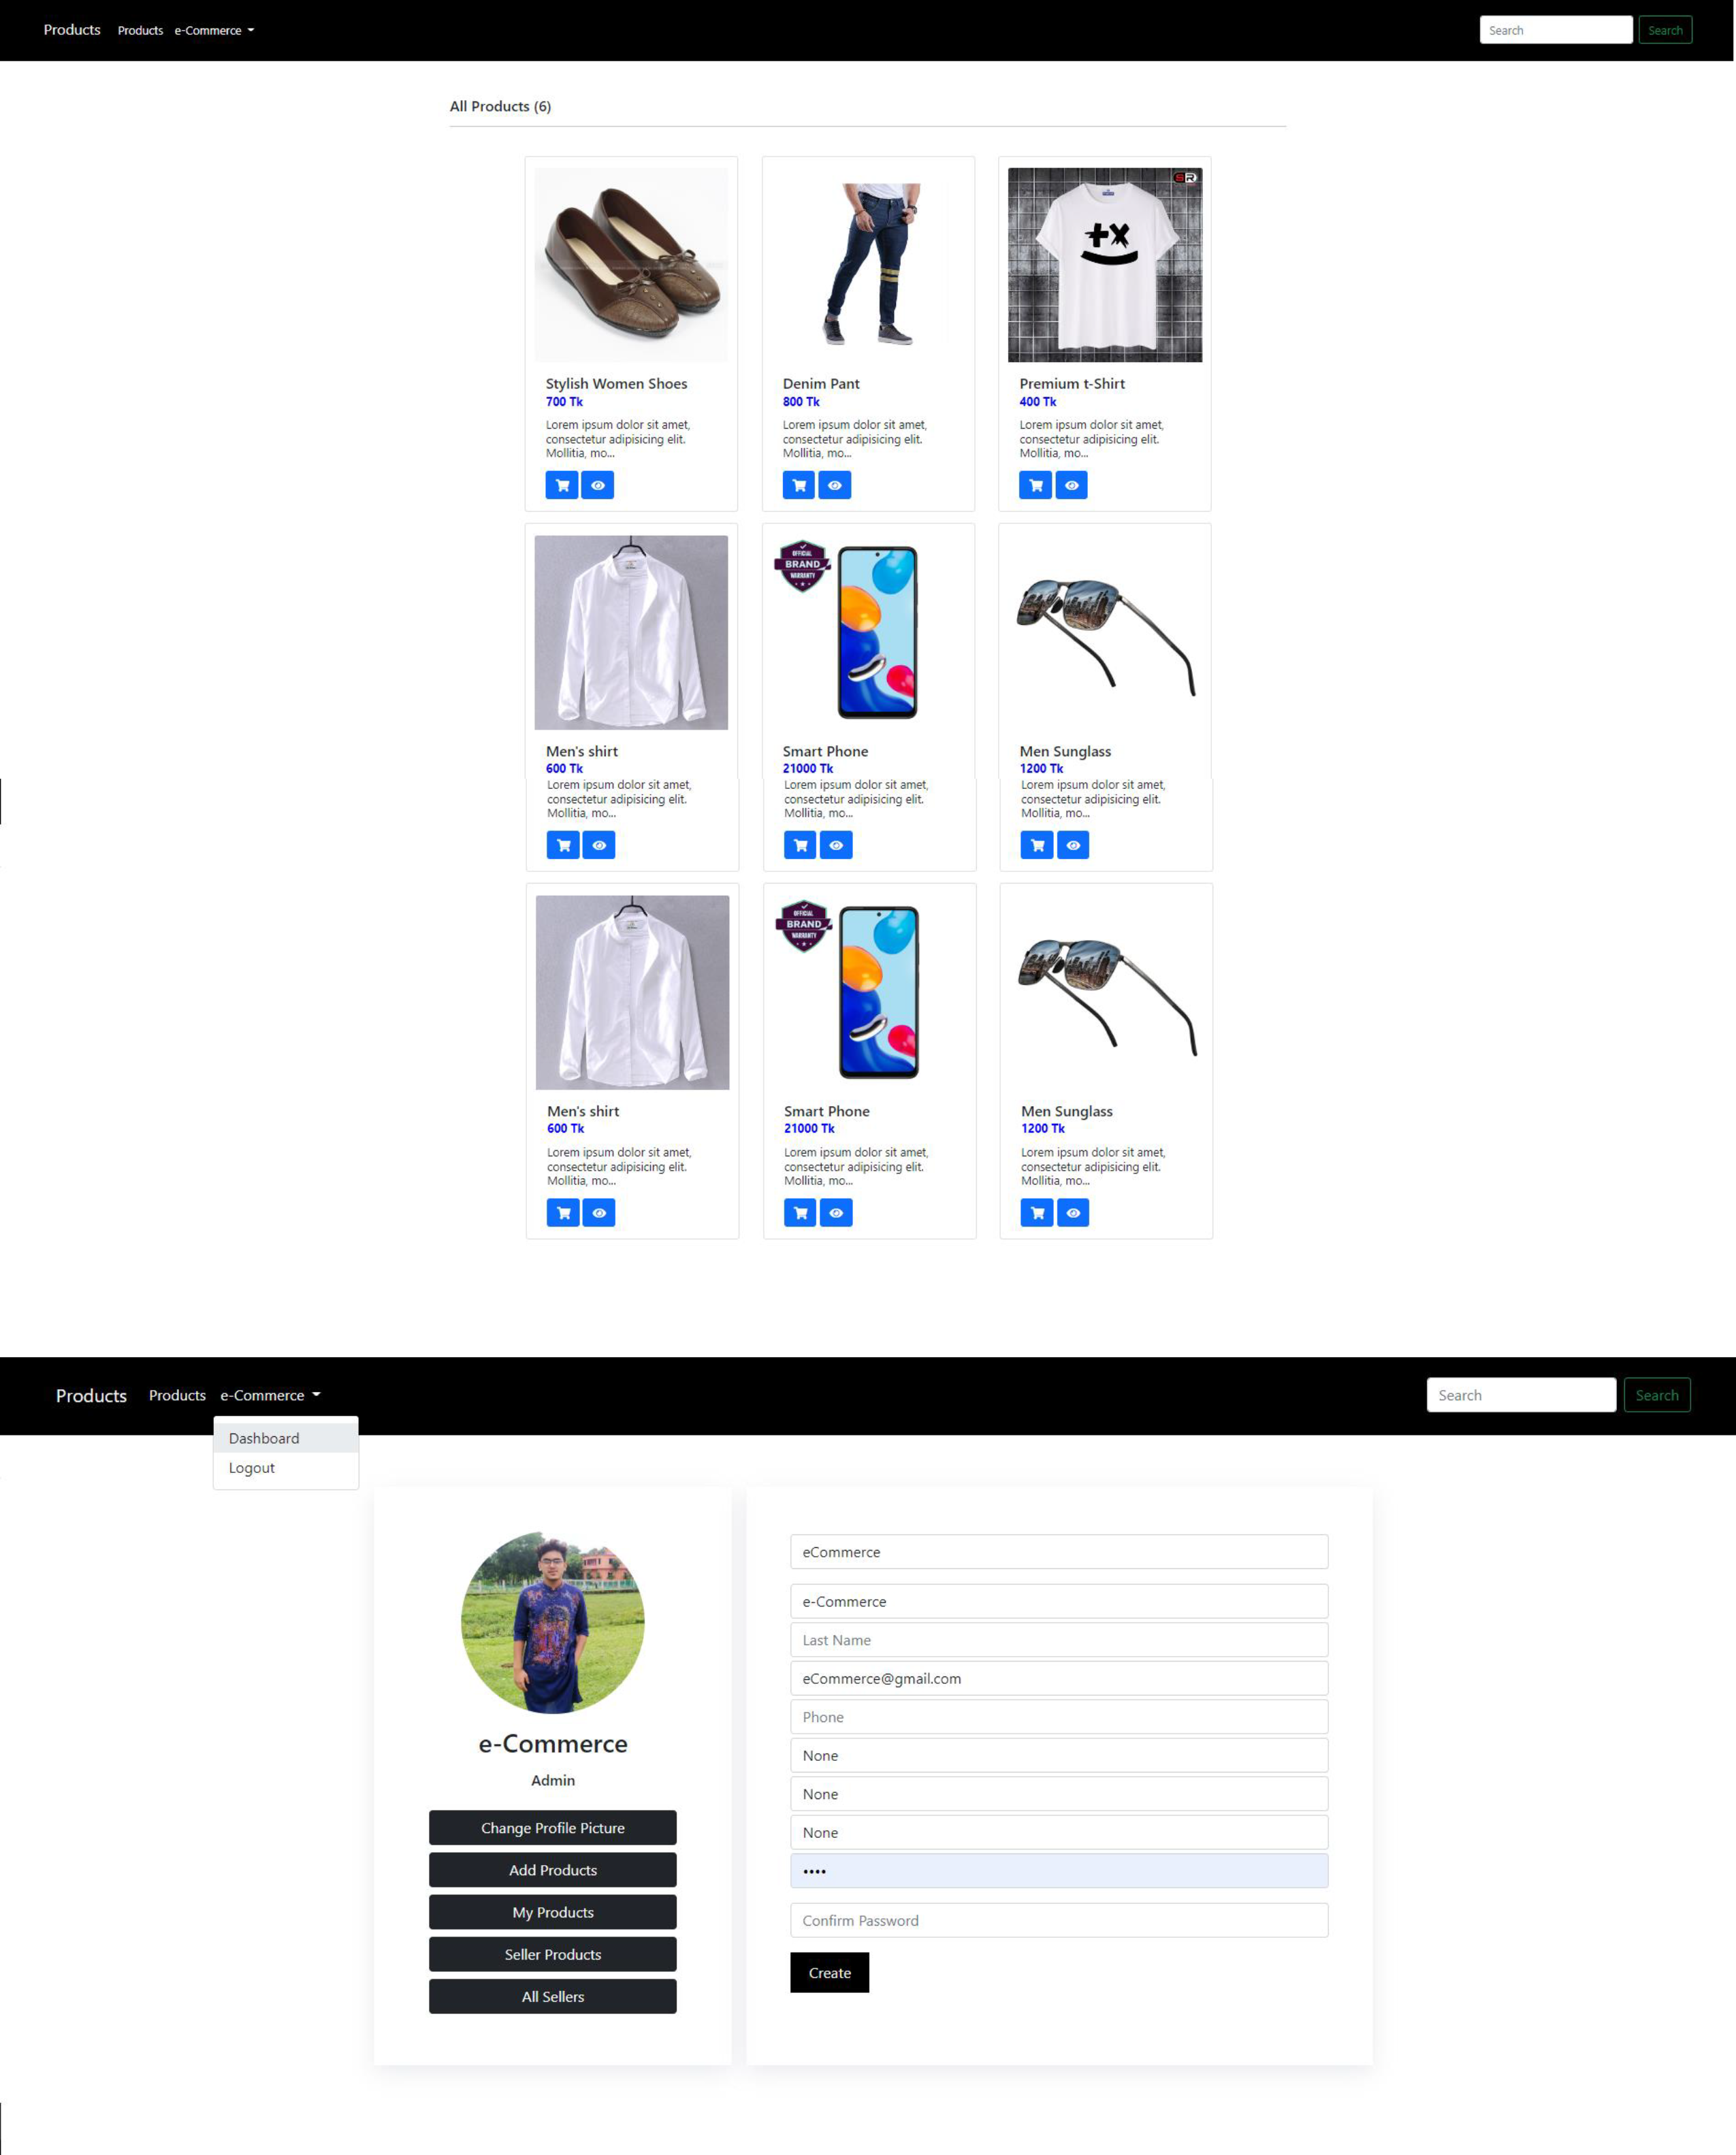 Products Products e-Commerce Search Search
All Products (6)
SR
+x
Stylish Women Shoes
700 Tk
Lorem ipsum dolor sit amet,
consectetur adipisicing elit.
Mollitia, mo...
Denim Pant
800 Tk
Lorem ipsum dolor sit amet,
consectetur adipisicing elit.
Mollitia, mo...
Premium t-Shirt
400 Tk
Lorem ipsum dolor sit amet,
consectetur adipisicing elit.
Mollitia, mo...
Men's shirt
600 Tk
Lorem ipsum dolor sit amet,
consectetur adipisicing elit.
Mollitia, mo...
OFFICIAL
BRAND
WARRANTY
Smart Phone
21000 Tk
Lorem ipsum dolor sit amet,
consectetur adipisicing elit.
Mollitia, mo...
Men Sunglass
1200 Tk
Lorem ipsum dolor sit amet,
consectetur adipisicing elit.
Mollitia, mo...
Men's shirt
600 Tk
Lorem ipsum dolor sit amet,
consectetur adipisicing elit.
Mollitia, mo...
OFFICIAL
BRAND
WARRANTY
Smart Phone
21000 Tk
Lorem ipsum dolor sit amet,
consectetur adipisicing elit.
Mollitia, mo...
Men Sunglass
1200 Tk
Lorem ipsum dolor sit amet,
consectetur adipisicing elit.
Mollitia, mo...
Products Products e-Commerce Search Search
Dashboard
Logout
e-Commerce
Admin
Change Profile Picture
Add Products
My Products
Seller Products
All Sellers
eCommerce
e-Commerce
Last Name
eCommerce@gmail.com
Phone
None
None
None
••••
Confirm Password
Create